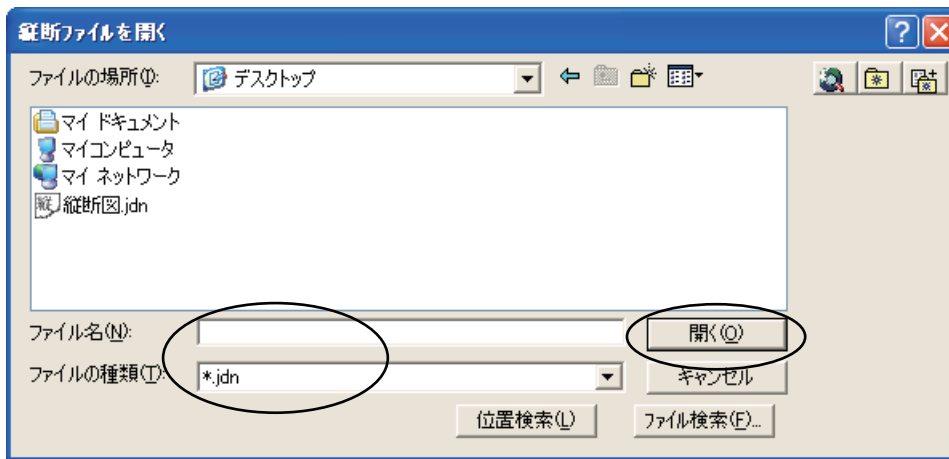 縦断ファイルを開く
ファイルの場所(I): デスクトップ
マイ ドキュメント
マイコンピュータ
マイ ネットワーク
縦断図.jdn
ファイル名(N): 開く(O)
ファイルの種類(T): *.jdn キャンセル
位置検索(L) ファイル検索(F)...